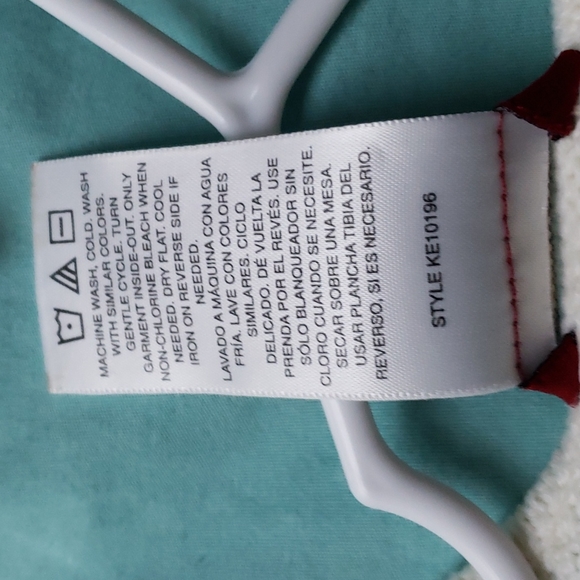 MACHINE WASH, COLD. WASH
WITH SIMILAR COLORS.
GENTLE CYCLE. TURN
GARMENT INSIDE-OUT. ONLY
NON-CHLORINE BLEACH WHEN
NEEDED. DRY FLAT. COOL
IRON ON REVERSE SIDE IF
NEEDED.
LAVADO A MÁQUINA CON AGUA
FRÍA. LAVE CON COLORES
SIMILARES. CICLO
DELICADO. DÉ VUELTA LA
PRENDA POR EL REVÉS. USE
SÓLO BLANQUEADOR SIN
CLORO CUANDO SE NECESITE.
SECAR SOBRE UNA MESA.
USAR PLANCHA TIBIA DEL
REVERSO, SI ES NECESARIO.
STYLE KE10196